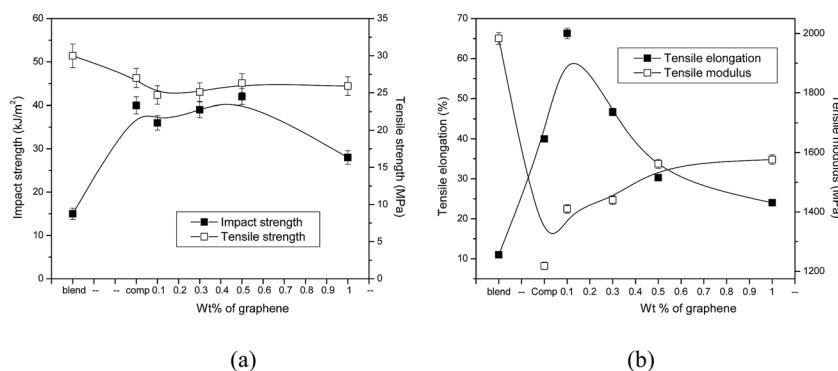 60
50
40
30
20
10
0
Impact strength (kJ/m²)
35
30
25
20
15
10
5
0
Tensile strength (MPa)
Impact strength
Tensile strength
blend -- -- comp 0.1 0.2 0.3 0.4 0.5 0.6 0.7 0.8 0.9 1 --
Wt% of graphene
(a)
70
60
50
40
30
20
10
Tensile elongation (%)
2000
1800
1600
1400
1200
Tensile modulus (MPa)
Tensile elongation
Tensile modulus
blend -- Comp 0.1 0.2 0.3 0.4 0.5 0.6 0.7 0.8 0.9 1 --
Wt % of graphene
(b)